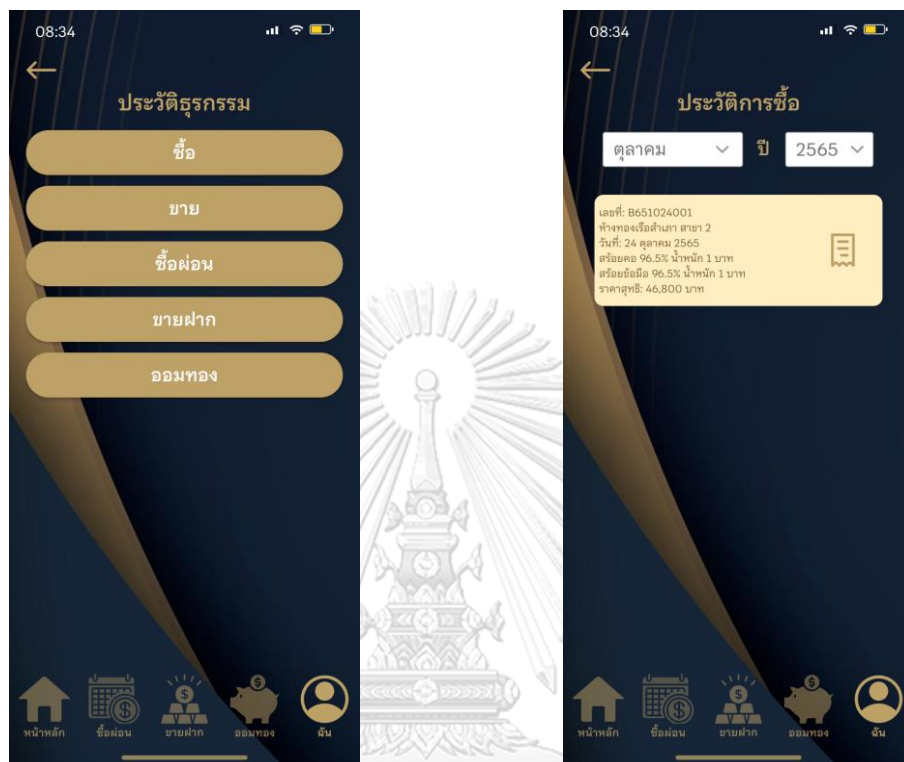 08:34
ประวัติธุรกรรม
ซื้อ
ขาย
ซื้อผ่อน
ขายฝาก
ออมทอง
หน้าหลัก ซื้อผ่อน ขายฝาก ออมทอง ฉัน
08:34
ประวัติการซื้อ
ตุลาคม ปี 2565
เลขที่: B651024001
ห้างทองเรือสำเภา สาขา 2
วันที่: 24 ตุลาคม 2565
สร้อยคอ 96.5% น้ำหนัก 1 บาท
สร้อยข้อมือ 96.5% น้ำหนัก 1 บาท
ราคาสุทธิ: 46,800 บาท
หน้าหลัก ซื้อผ่อน ขายฝาก ออมทอง ฉัน